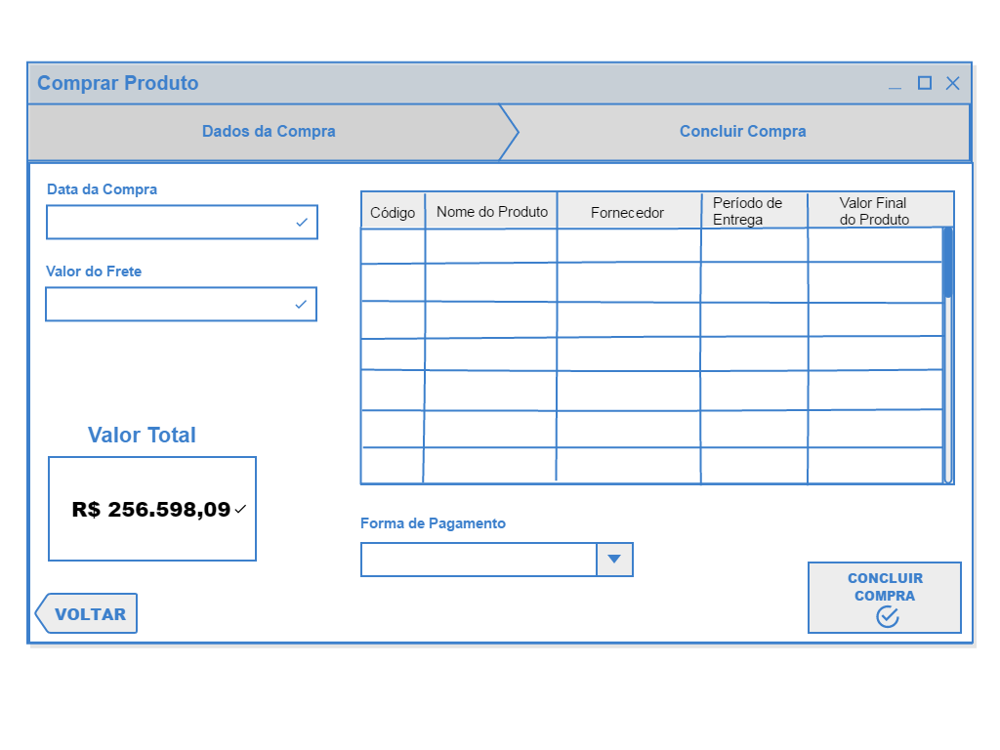 Comprar Produto
Dados da Compra
Concluir Compra
Data da Compra
Valor do Frete
Código
Nome do Produto
Fornecedor
Período de
Entrega
Valor Final
do Produto
Valor Total
R$ 256.598,09
Forma de Pagamento
VOLTAR
CONCLUIR
COMPRA